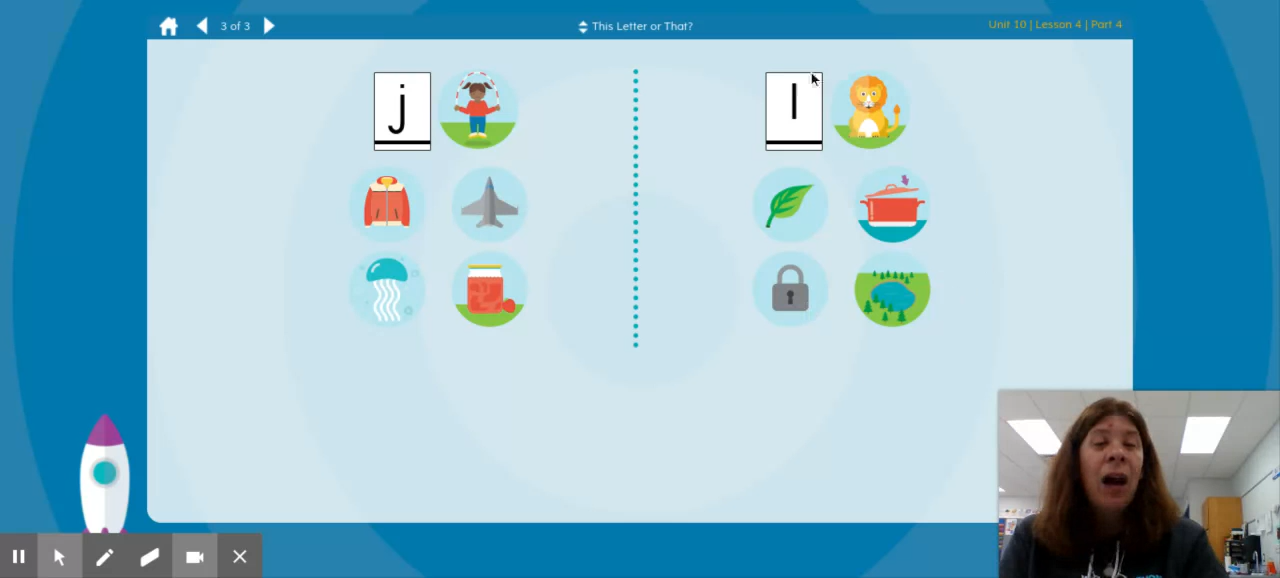 3 of 3
This Letter or That?
Unit 10 | Lesson 4 | Part 4
j
l